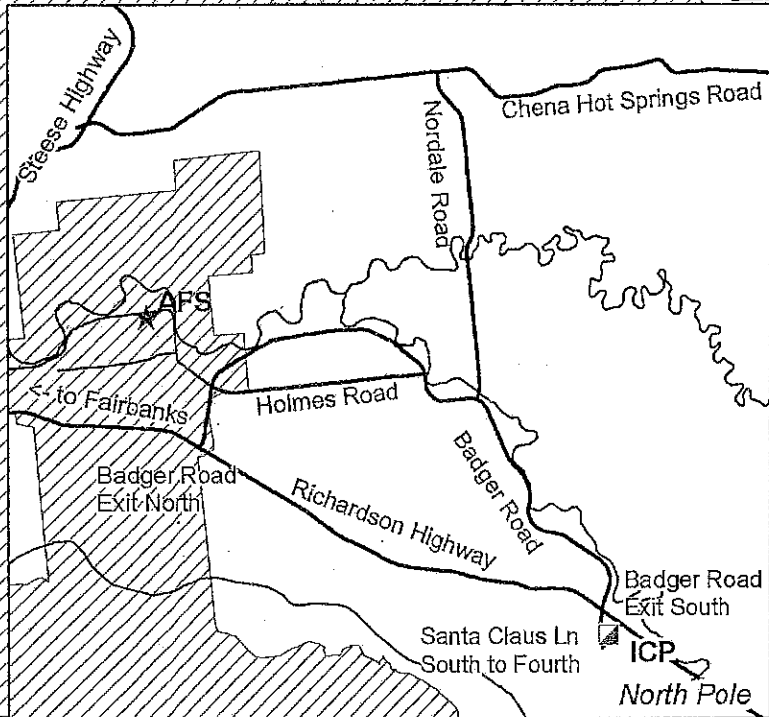 Steese Highway
Chena Hot Springs Road
Nordale Road
AFS
<- to Fairbanks
Holmes Road
Badger Road
Exit North
Richardson Highway
Badger Road
Badger Road
Exit South
Santa Claus Ln
South to Fourth
ICP
North Pole